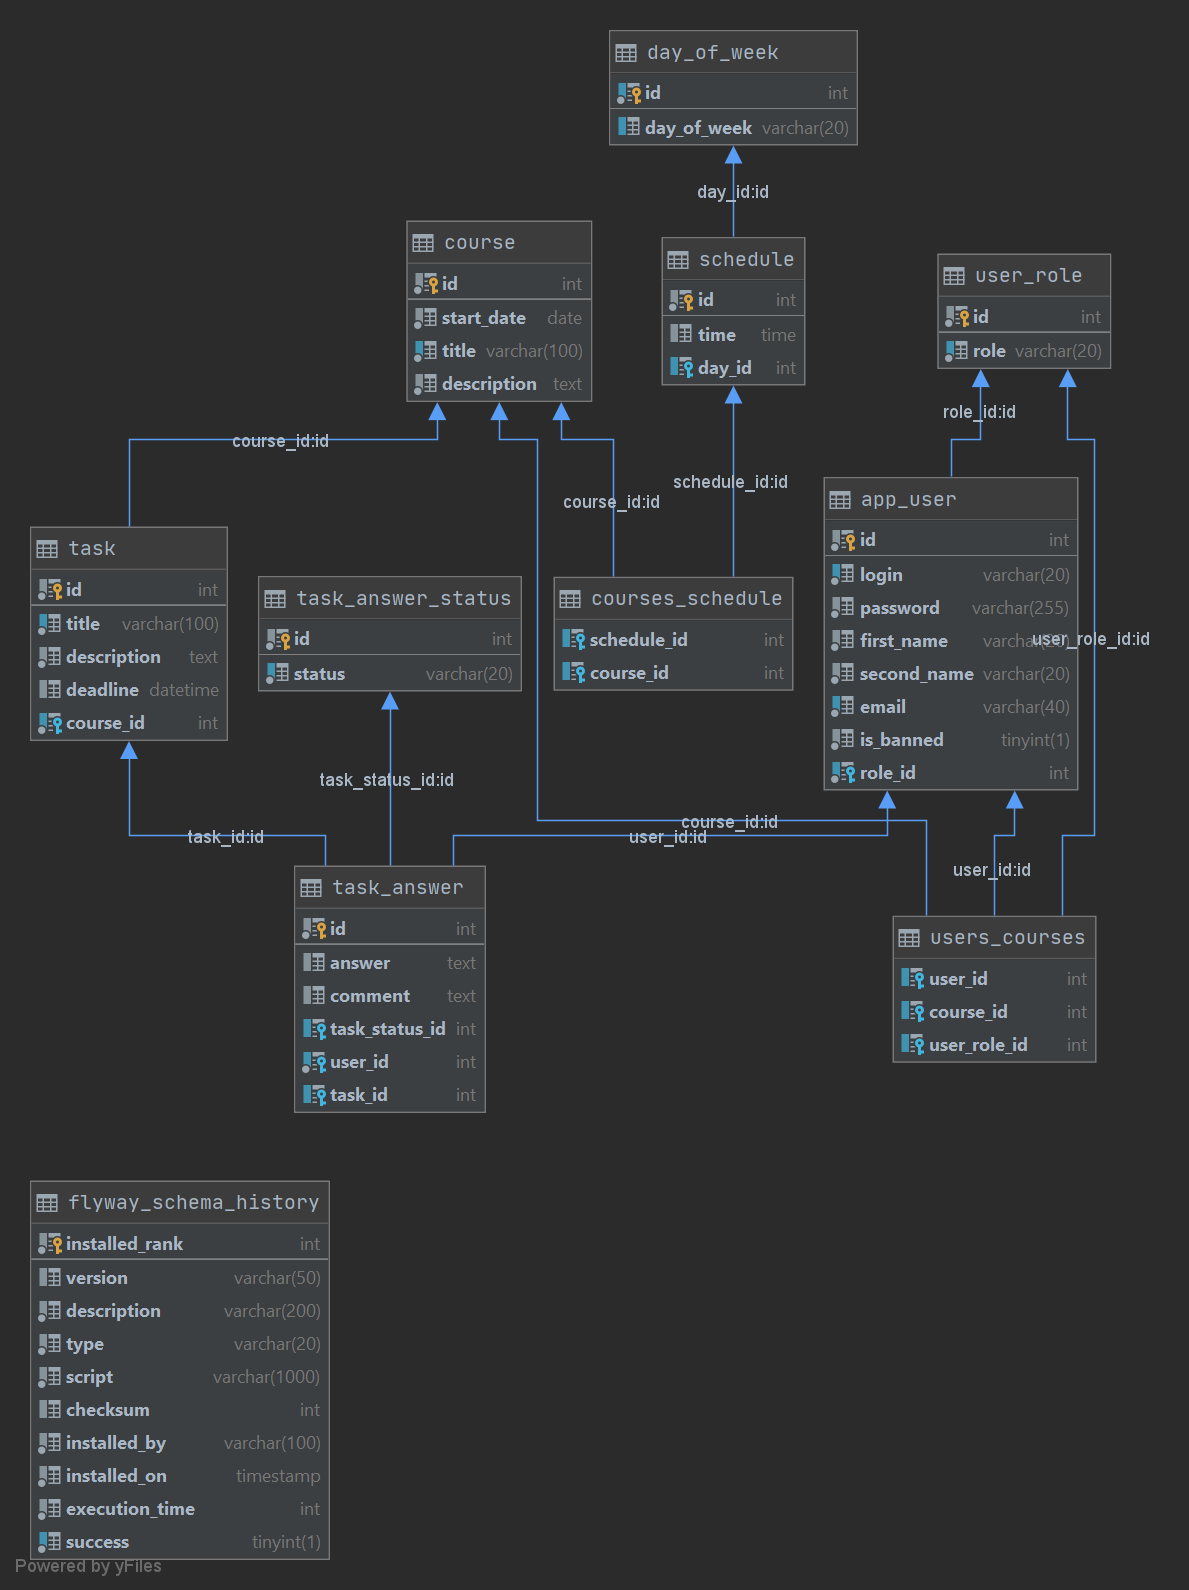 day_of_week
id int
day_of_week varchar(20)
day_id:id
course
id int
start_date date
title varchar(100)
description text
schedule
id int
time time
day_id int
user_role
id int
role varchar(20)
role_id:id
course_id:id
course_id:id
schedule_id:id
app_user
id int
login varchar(20)
password varchar(255)
first_name varchar(20)
user_role_id:id
second_name varchar(20)
email varchar(40)
is_banned tinyint(1)
role_id int
task
id int
title varchar(100)
description text
deadline datetime
course_id int
task_answer_status
id int
status varchar(20)
courses_schedule
schedule_id int
course_id int
task_status_id:id
task_id:id
course_id:id
user_id:id
user_id:id
task_answer
id int
answer text
comment text
task_status_id int
user_id int
task_id int
users_courses
user_id int
course_id int
user_role_id int
flyway_schema_history
installed_rank int
version varchar(50)
description varchar(200)
type varchar(20)
script varchar(1000)
checksum int
installed_by varchar(100)
installed_on timestamp
execution_time int
success tinyint(1)
Powered by yFiles